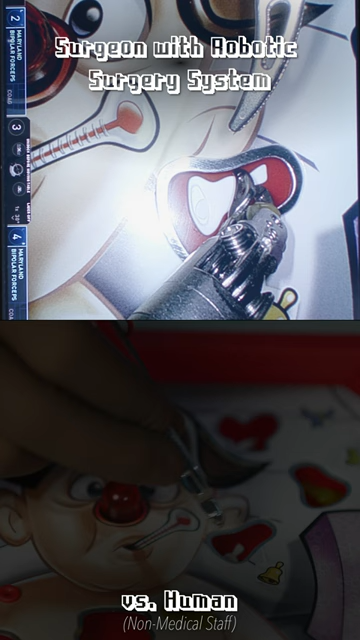 Surgeon with Robotic
Surgery System
2
MARYLAND
BIPOLAR FORCEPS
3
4
MARYLAND
BIPOLAR FORCEPS
vs. Human
(Non-Medical Staff)